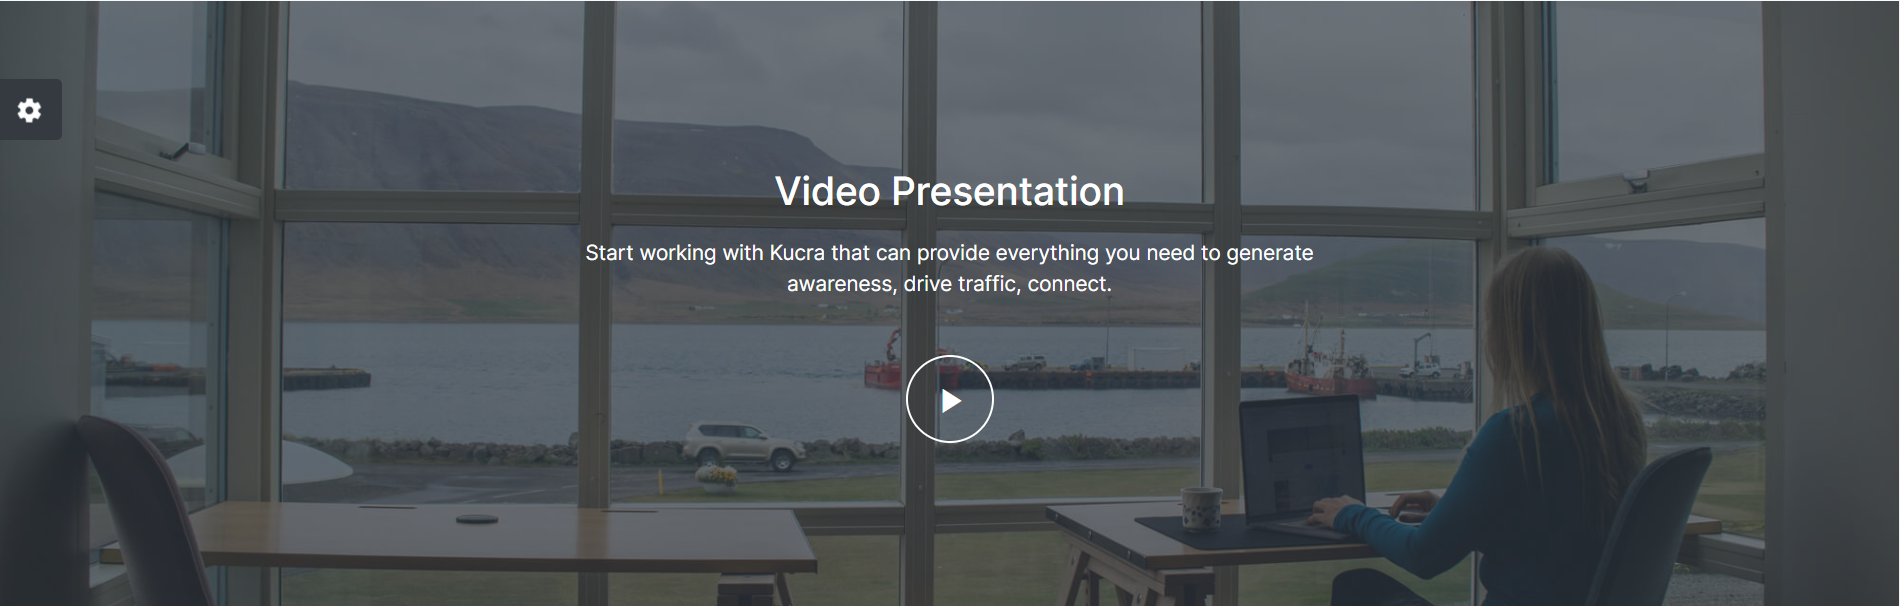 Video Presentation
Start working with Kucra that can provide everything you need to generate
awareness, drive traffic, connect.